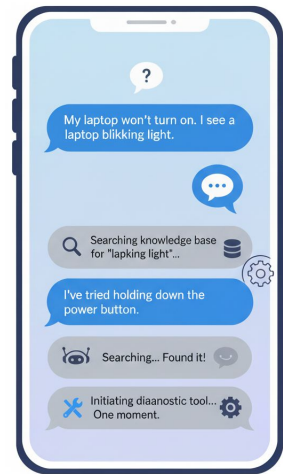 ?
My laptop won't turn on. I see a
laptop blikking light.
Searching knowledge base
for "lapking light"...
I've tried holding down the
power button.
Searching... Found it!
Initiating diaanostic tool...
One moment.